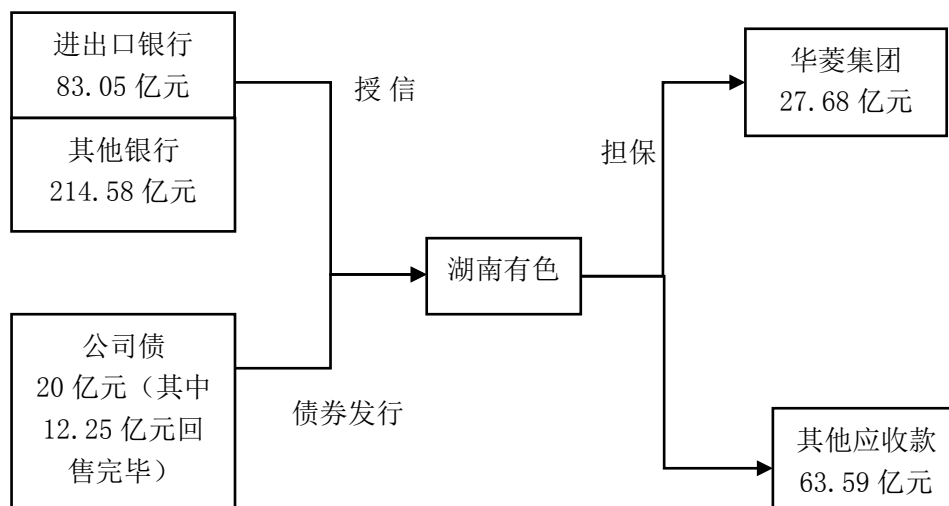 进出口银行
83.05 亿元
其他银行
214.58 亿元
授 信
公司债
20 亿元（其中
12.25 亿元回
售完毕）
债券发行
湖南有色
担保
华菱集团
27.68 亿元
其他应收款
63.59 亿元